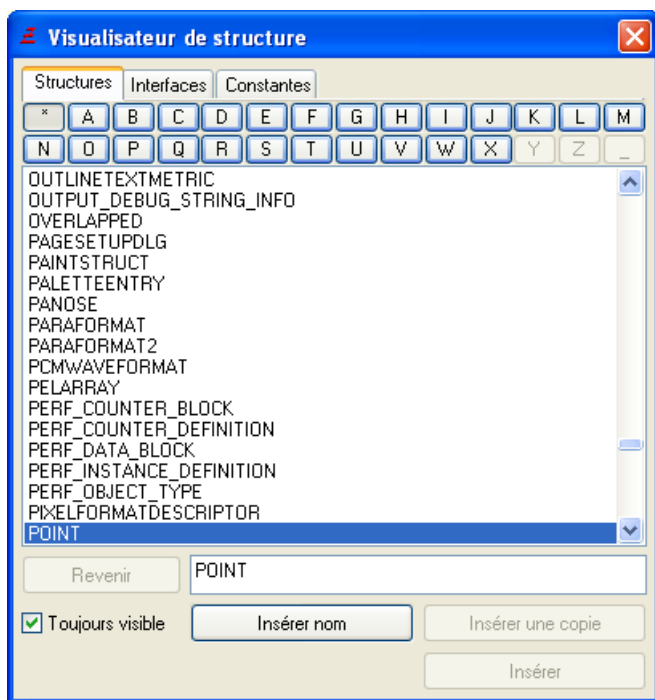 Visualisateur de structure
Structures Interfaces Constantes
* A B C D E F G H I J K L M
N O P Q R S T U V W X Y Z _
OUTLINETEXTMETRIC
OUTPUT_DEBUG_STRING_INFO
OVERLAPPED
PAGESETUPDLG
PAINTSTRUCT
PALETTEENTRY
PANOSE
PARAFORMAT
PARAFORMAT2
PCMWAVEFORMAT
PELARRAY
PERF_COUNTER_BLOCK
PERF_COUNTER_DEFINITION
PERF_DATA_BLOCK
PERF_INSTANCE_DEFINITION
PERF_OBJECT_TYPE
PIXELFORMATDESCRIPTOR
POINT
Revenir POINT
Toujours visible Insérer nom Insérer une copie
Insérer